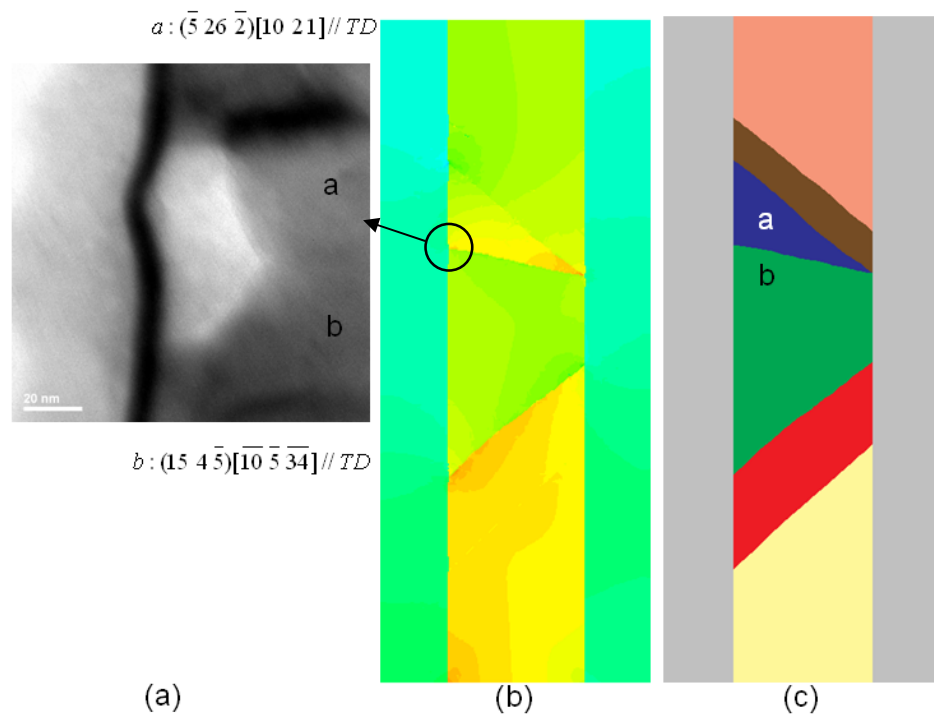 a : (5̅ 26 2̅)[10 21] // TD
a
b
20 nm
b : (15 4 5̅)[1̅0̅ 5̅ 3̅4̅] // TD
a
b
(a)
(b)
(c)